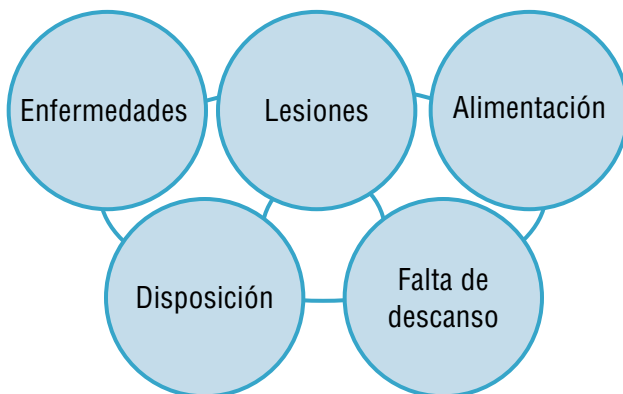 Enfermedades
Lesiones
Alimentación
Disposición
Falta de
descanso